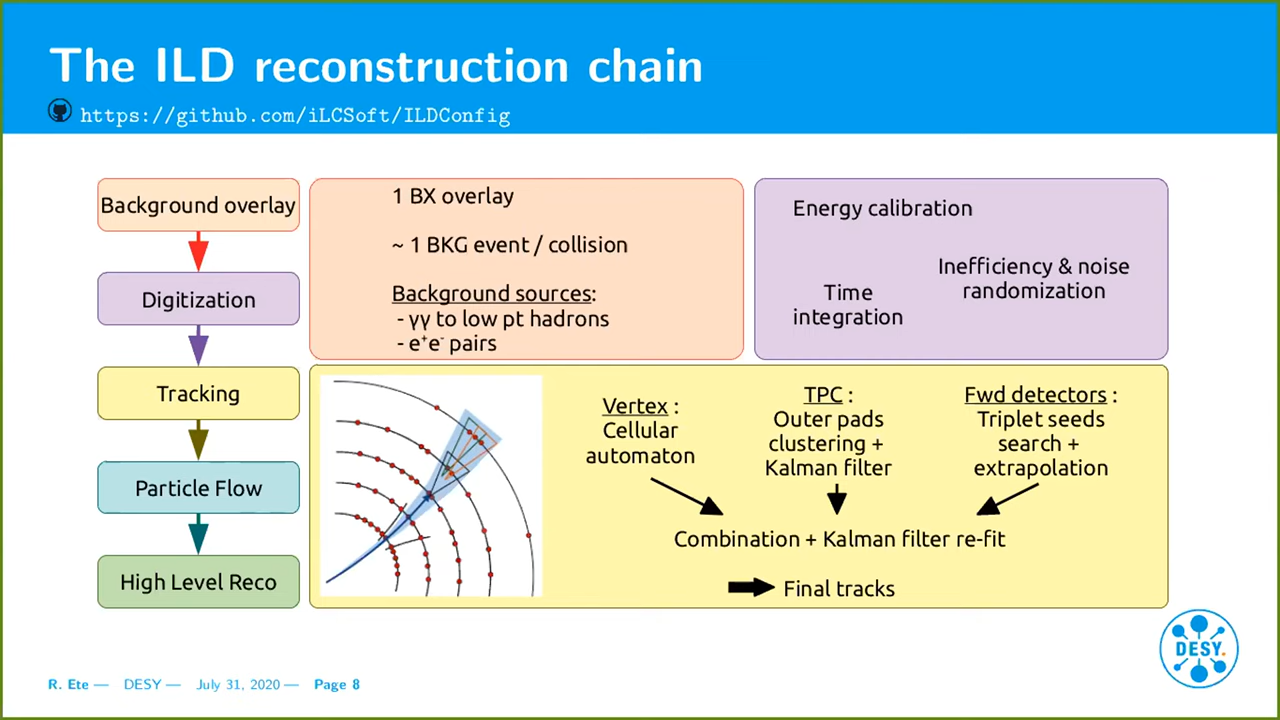 The ILD reconstruction chain
https://github.com/iLCSoft/ILDConfig
Background overlay
Digitization
Tracking
Particle Flow
High Level Reco
1 BX overlay
~ 1 BKG event / collision
Background sources:
- γγ to low pt hadrons
- e⁺e⁻ pairs
Energy calibration
Inefficiency & noise
randomization
Time
integration
Vertex :
Cellular
automaton
TPC :
Outer pads
clustering +
Kalman filter
Fwd detectors :
Triplet seeds
search +
extrapolation
Combination + Kalman filter re-fit
Final tracks
DESY.
R. Ete — DESY — July 31, 2020 — Page 8